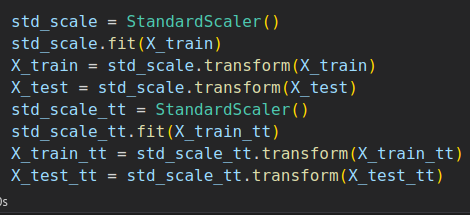 std_scale = StandardScaler()
std_scale.fit(X_train)
X_train = std_scale.transform(X_train)
X_test = std_scale.transform(X_test)
std_scale_tt = StandardScaler()
std_scale_tt.fit(X_train_tt)
X_train_tt = std_scale_tt.transform(X_train_tt)
X_test_tt = std_scale_tt.transform(X_test_tt)